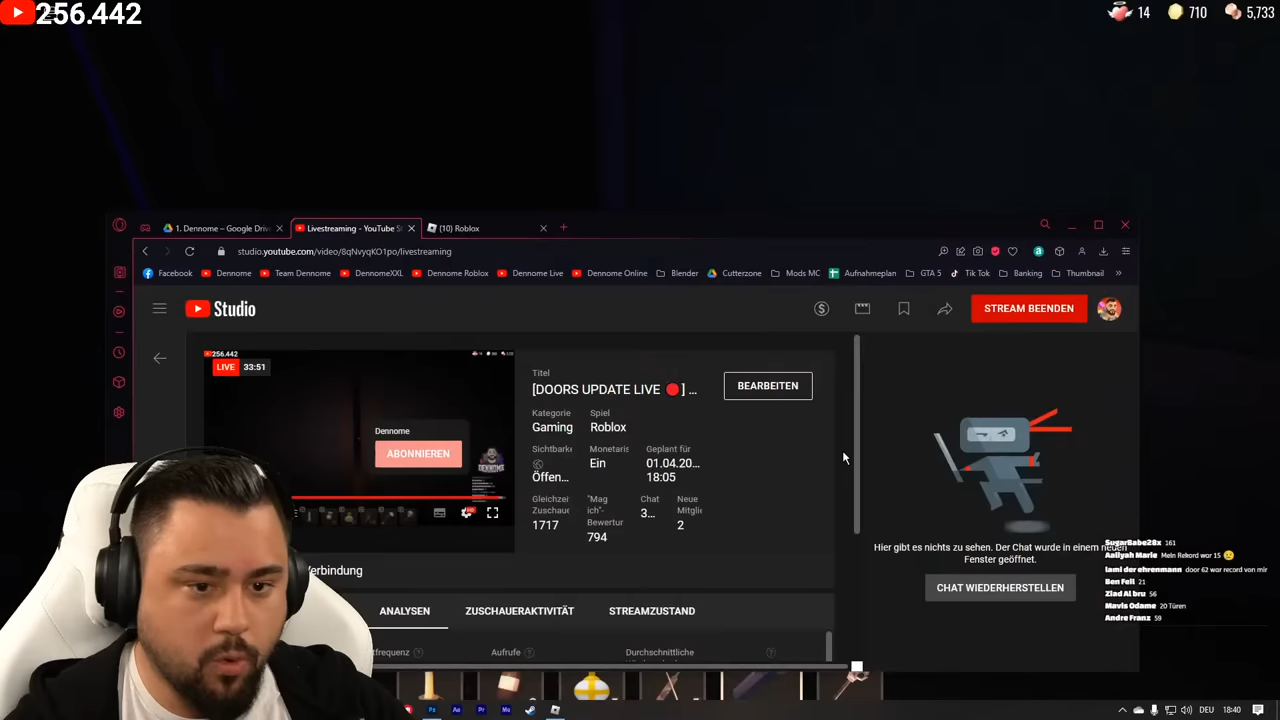 256.442
14
710
5,733
1. Dennome – Google Driv
Livestreaming - YouTube S
(10) Roblox
studio.youtube.com/video/8qNvyqKO1po/livestreaming
Facebook
Dennome
Team Dennome
DennomeXXL
Dennome Roblox
Dennome Live
Dennome Online
Blender
Cutterzone
Mods MC
Aufnahmeplan
GTA 5
Tik Tok
Banking
Thumbnail
»
Studio
STREAM BEENDEN
256.442
LIVE 33:51
Dennome
ABONNIEREN
Titel
[DOORS UPDATE LIVE 🔴] ...
BEARBEITEN
Kategorie
Gaming
Spiel
Roblox
Sichtbarke
Öffen...
Monetaris
Ein
Geplant für
01.04.20...
18:05
Gleichzei
Zuschaue
1717
"Mag
ich"-
Bewertur
794
Chat
3...
Neue
Mitglie
2
Hier gibt es nichts zu sehen. Der Chat wurde in einem neuen
Fenster geöffnet.
CHAT WIEDERHERSTELLEN
SugarBabe28x 161
Aaliyah Marie Mein Rekord war 15 😢
Iami der ehrenmann door 62 war record von mir
Ben Fell 21
Ziad Al bru 56
Mavis Odame 20 Türen
Andre Franz 59
erbindung
ANALYSEN
ZUSCHAUERAKTIVITÄT
STREAMZUSTAND
tfrequenz
Aufrufe
Durchschnittliche
DEU
18:40